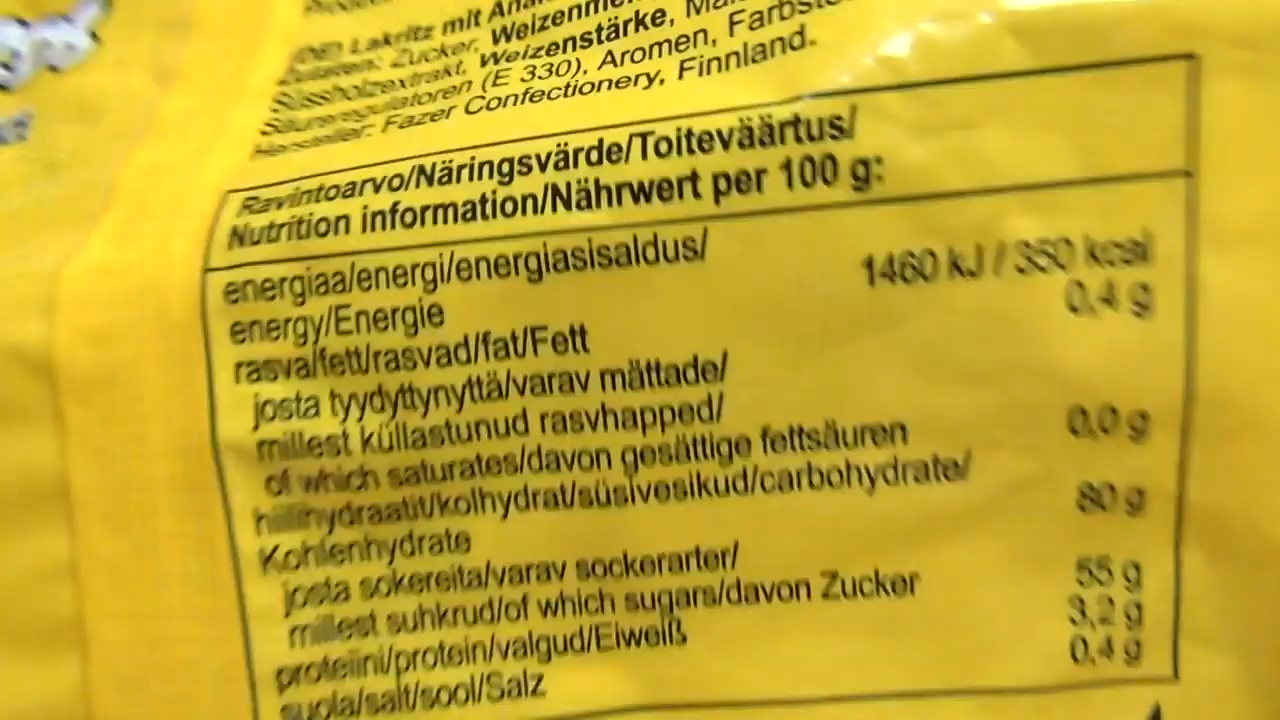 (DE) Lakritz mit
Zutaten: Zucker,
Süssholzextrakt, Weizenstärke,
Säureregulatoren (E 330), Aromen,
Hersteller: Fazer Confectionery, Finnland.
Ravintoarvo/Näringsvärde/Toiteväärtus/
Nutrition information/Nährwert per 100 g:
energiaa/energi/energiasisaldus/
energy/Energie 1460 kJ / 350 kcal
rasva/fett/rasvad/fat/Fett 0,4 g
josta tyydyttynyttä/varav mättade/
millest küllastunud rasvhapped/
of which saturates/davon gesättige fettsäuren 0,0 g
hiilihydraatit/kolhydrat/süsivesikud/carbohydrate/
Kohlenhydrate 80 g
josta sokereita/varav sockerarter/
millest suhkrud/of which sugars/davon Zucker 55 g
proteiini/protein/valgud/Eiweiß 3,2 g
suola/salt/sool/Salz 0,4 g